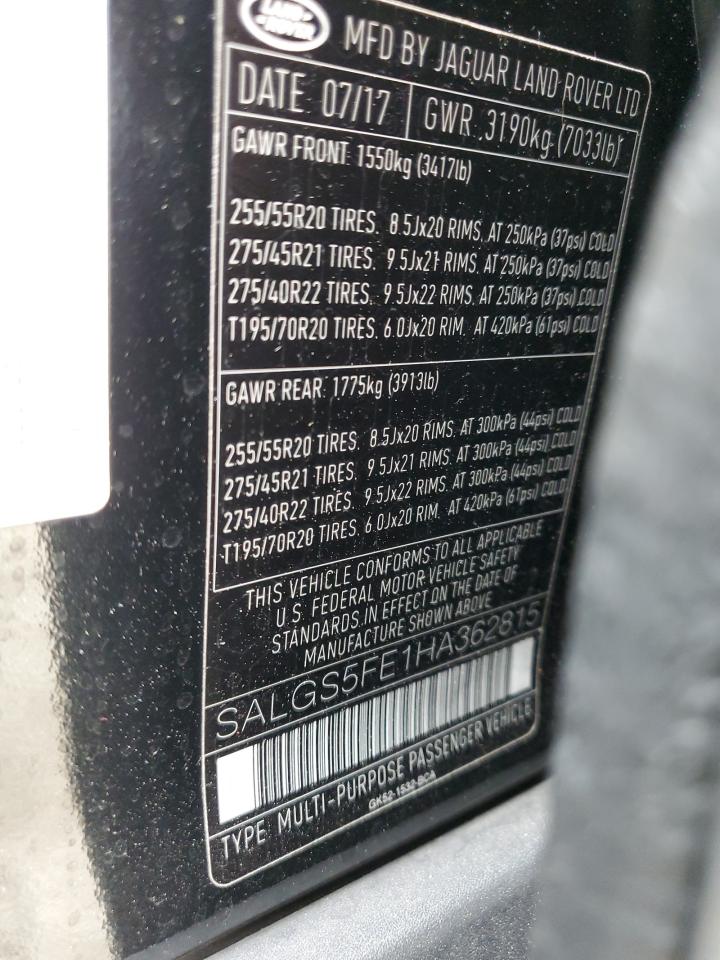 LAND
ROVER
MFD BY JAGUAR LAND ROVER LTD
DATE 07/17 GWR 3190kg (7033lb)
GAWR FRONT 1550kg (3417lb)
255/55R20 TIRES. 8.5Jx20 RIMS. AT 250kPa (37psi) COLD
275/45R21 TIRES. 9.5Jx21 RIMS. AT 250kPa (37psi) COLD
275/40R22 TIRES. 9.5Jx22 RIMS. AT 250kPa (37psi) COLD
T195/70R20 TIRES. 6.0Jx20 RIM. AT 420kPa (61psi) COLD
GAWR REAR. 1775kg (3913lb)
255/55R20 TIRES. 8.5Jx20 RIMS. AT 300kPa (44psi) COLD
275/45R21 TIRES. 9.5Jx21 RIMS. AT 300kPa (44psi) COLD
275/40R22 TIRES. 9.5Jx22 RIMS. AT 300kPa (44psi) COLD
T195/70R20 TIRES. 6.0Jx20 RIM. AT 420kPa (61psi) COLD
THIS VEHICLE CONFORMS TO ALL APPLICABLE
U.S. FEDERAL MOTOR VEHICLE SAFETY
STANDARDS IN EFFECT ON THE DATE OF
MANUFACTURE SHOWN ABOVE
SALGS5FE1HA362815
TYPE MULTI-PURPOSE PASSENGER VEHICLE
GK52-1532-BCA